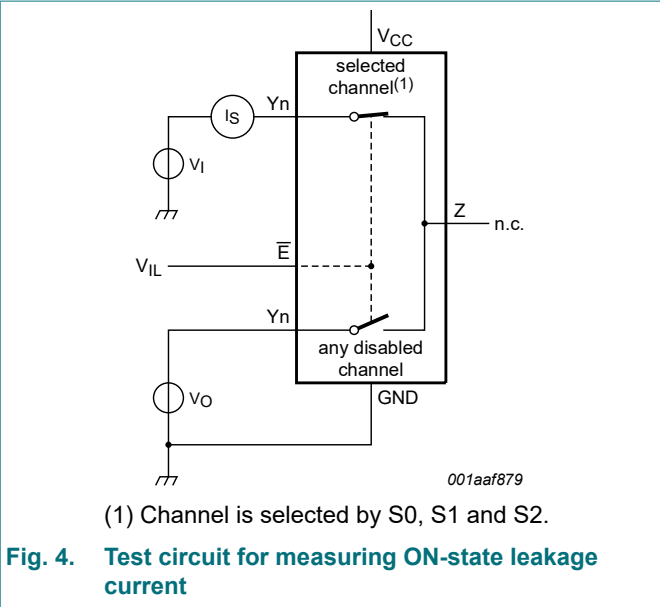 VCC
selected
channel(1)
Yn
IS
VI
Z
n.c.
E
VIL
Yn
any disabled
channel
VO
GND
001aaf879
(1) Channel is selected by S0, S1 and S2.
Fig. 4. Test circuit for measuring ON-state leakage
current